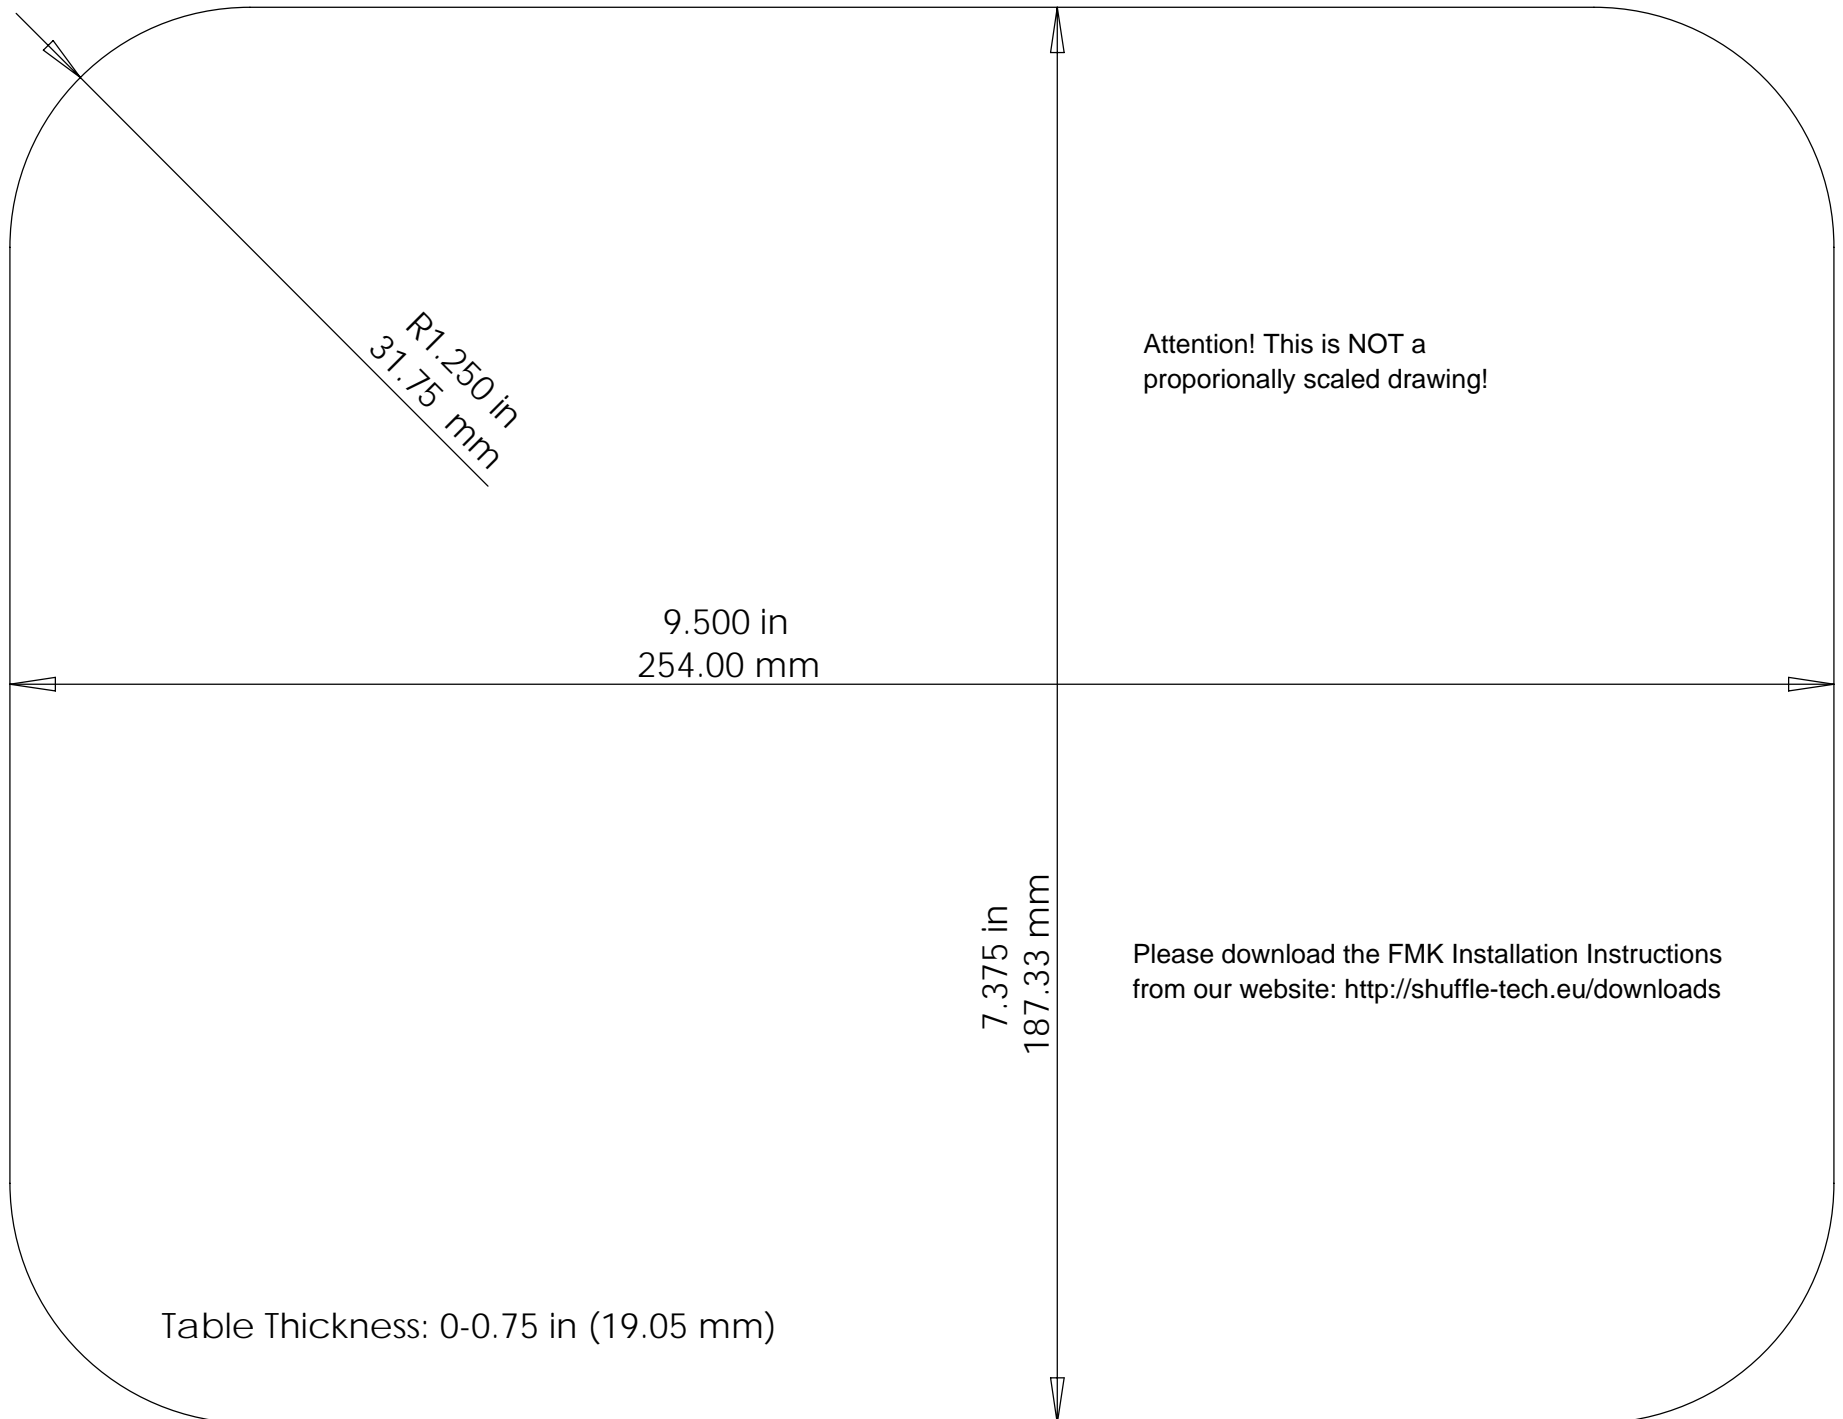 R1.250 in
31.75 mm
Attention! This is NOT a
proporionally scaled drawing!
9.500 in
254.00 mm
7.375 in
187.33 mm
Please download the FMK Installation Instructions
from our website: http://shuffle-tech.eu/downloads
Table Thickness: 0-0.75 in (19.05 mm)